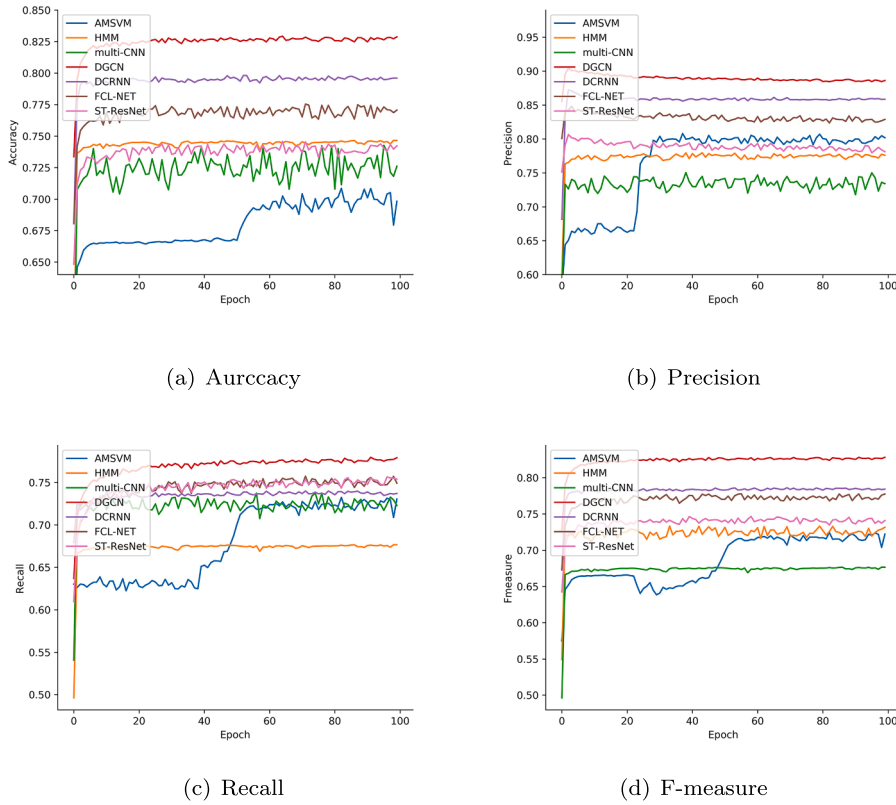 0.850
0.825
0.800
0.775
0.750
0.725
0.700
0.675
0.650
Accuracy
AMSVM
HMM
multi-CNN
DGCN
DCRNN
FCL-NET
ST-ResNet
0 20 40 60 80 100
Epoch
(a) Aurccacy
0.95
0.90
0.85
0.80
0.75
0.70
0.65
0.60
Precision
AMSVM
HMM
multi-CNN
DGCN
DCRNN
FCL-NET
ST-ResNet
0 20 40 60 80 100
Epoch
(b) Precision
0.75
0.70
0.65
0.60
0.55
0.50
Recall
AMSVM
HMM
multi-CNN
DGCN
DCRNN
FCL-NET
ST-ResNet
0 20 40 60 80 100
Epoch
(c) Recall
0.80
0.75
0.70
0.65
0.60
0.55
0.50
Fmeasure
AMSVM
HMM
multi-CNN
DGCN
DCRNN
FCL-NET
ST-ResNet
0 20 40 60 80 100
Epoch
(d) F-measure